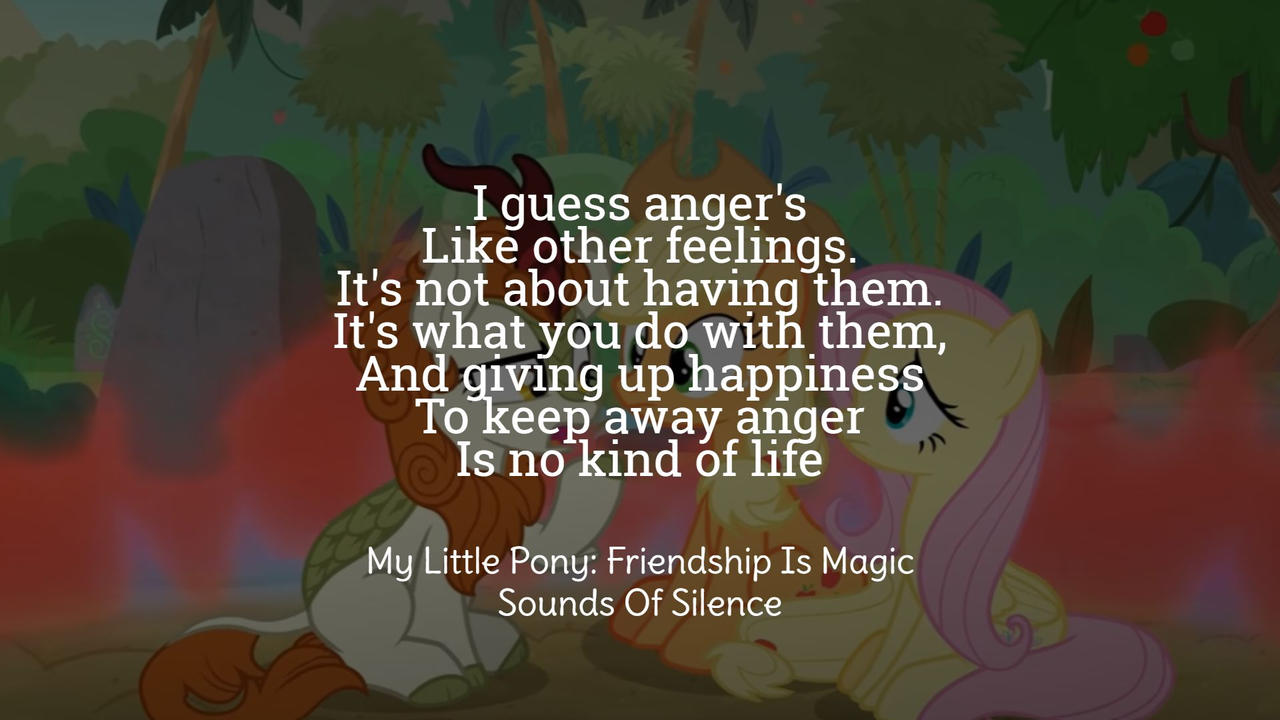 I guess anger's
Like other feelings.
It's not about having them.
It's what you do with them,
And giving up happiness
To keep away anger
Is no kind of life
My Little Pony: Friendship Is Magic
Sounds Of Silence